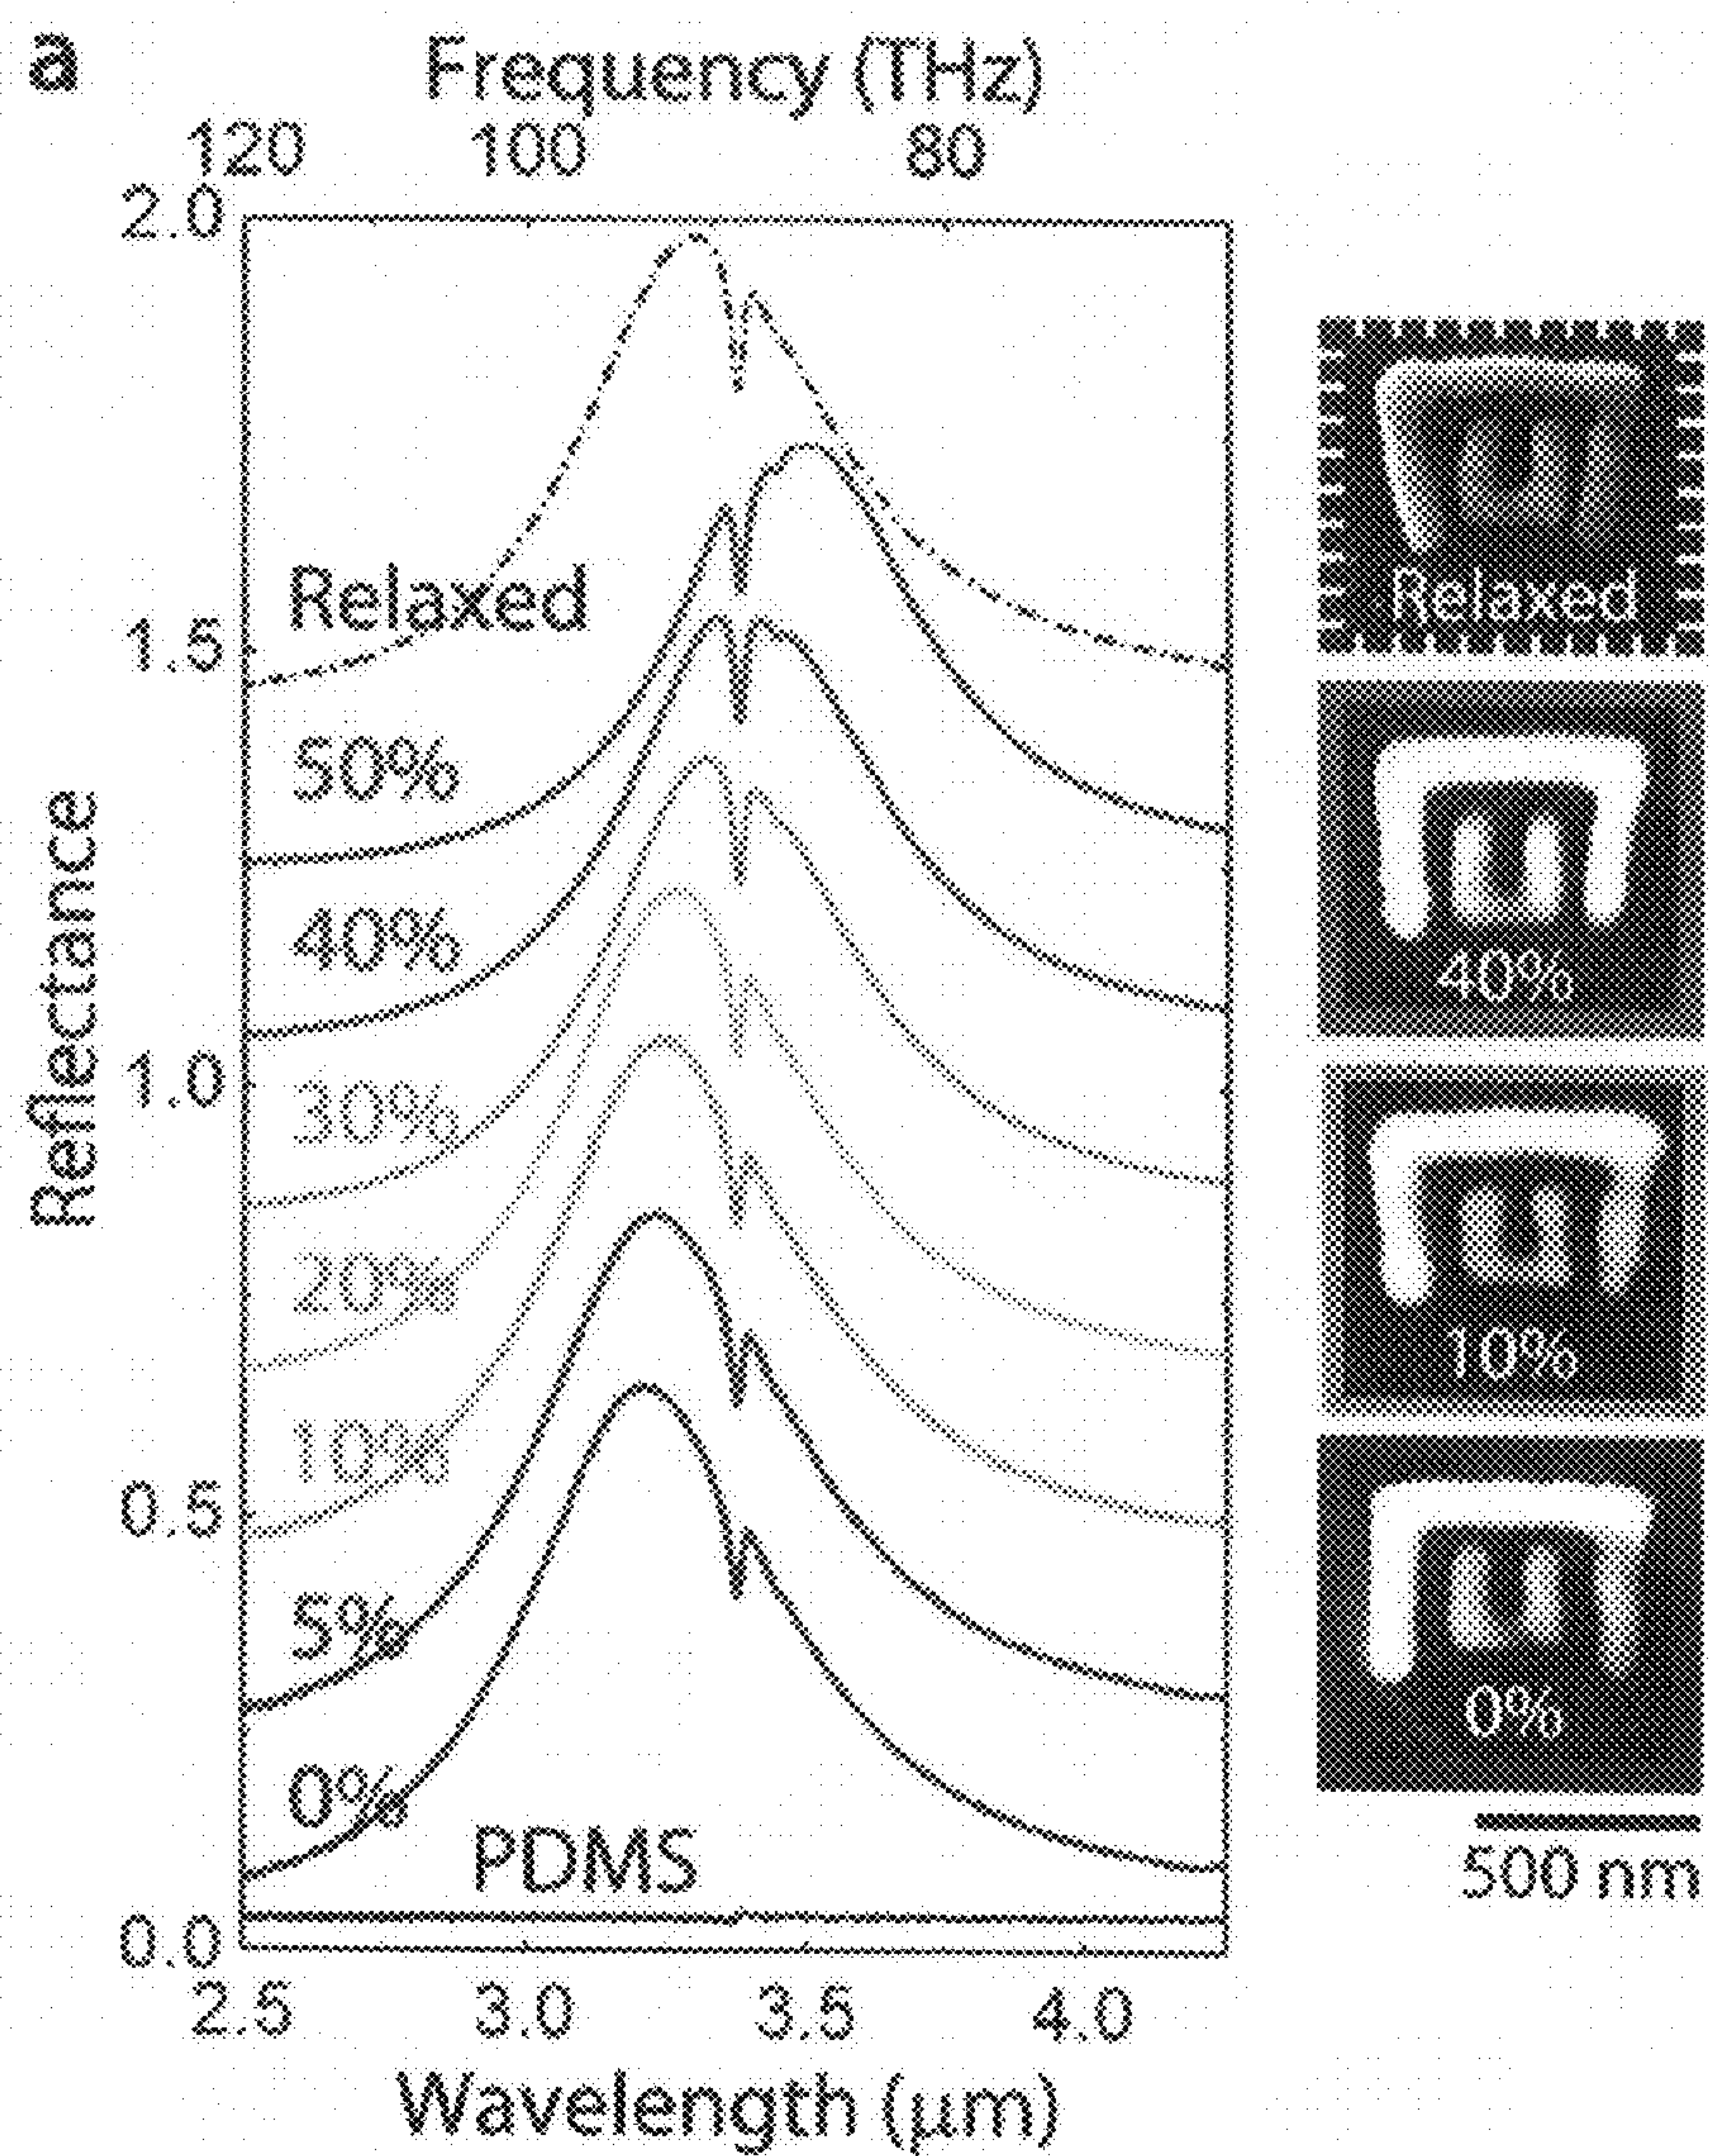 a
Frequency (THz)
120 100 80
2.0
1.5
1.0
0.5
0.0
Reflectance
Relaxed
50%
40%
30%
20%
10%
5%
0%
PDMS
2.5 3.0 3.5 4.0
Wavelength (μm)
Relaxed
40%
10%
0%
500 nm